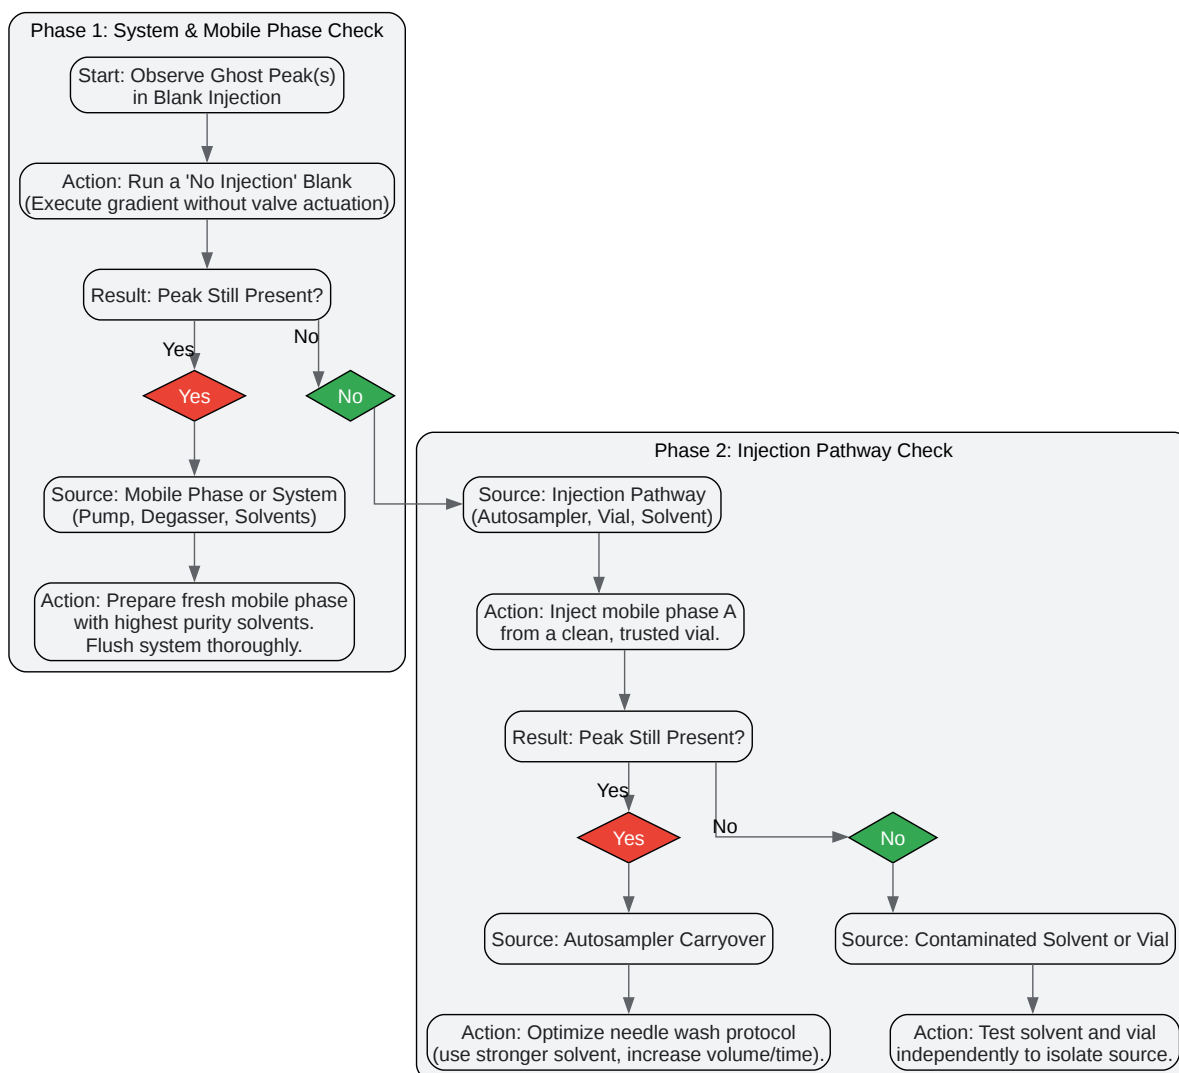 Phase 1: System & Mobile Phase Check
Start: Observe Ghost Peak(s)
in Blank Injection
Action: Run a 'No Injection' Blank
(Execute gradient without valve actuation)
Result: Peak Still Present?
Yes
No
Yes
No
Source: Mobile Phase or System
(Pump, Degasser, Solvents)
Action: Prepare fresh mobile phase
with highest purity solvents.
Flush system thoroughly.
Phase 2: Injection Pathway Check
Source: Injection Pathway
(Autosampler, Vial, Solvent)
Action: Inject mobile phase A
from a clean, trusted vial.
Result: Peak Still Present?
Yes
No
Yes
No
Source: Autosampler Carryover
Source: Contaminated Solvent or Vial
Action: Optimize needle wash protocol
(use stronger solvent, increase volume/time).
Action: Test solvent and vial
independently to isolate source.